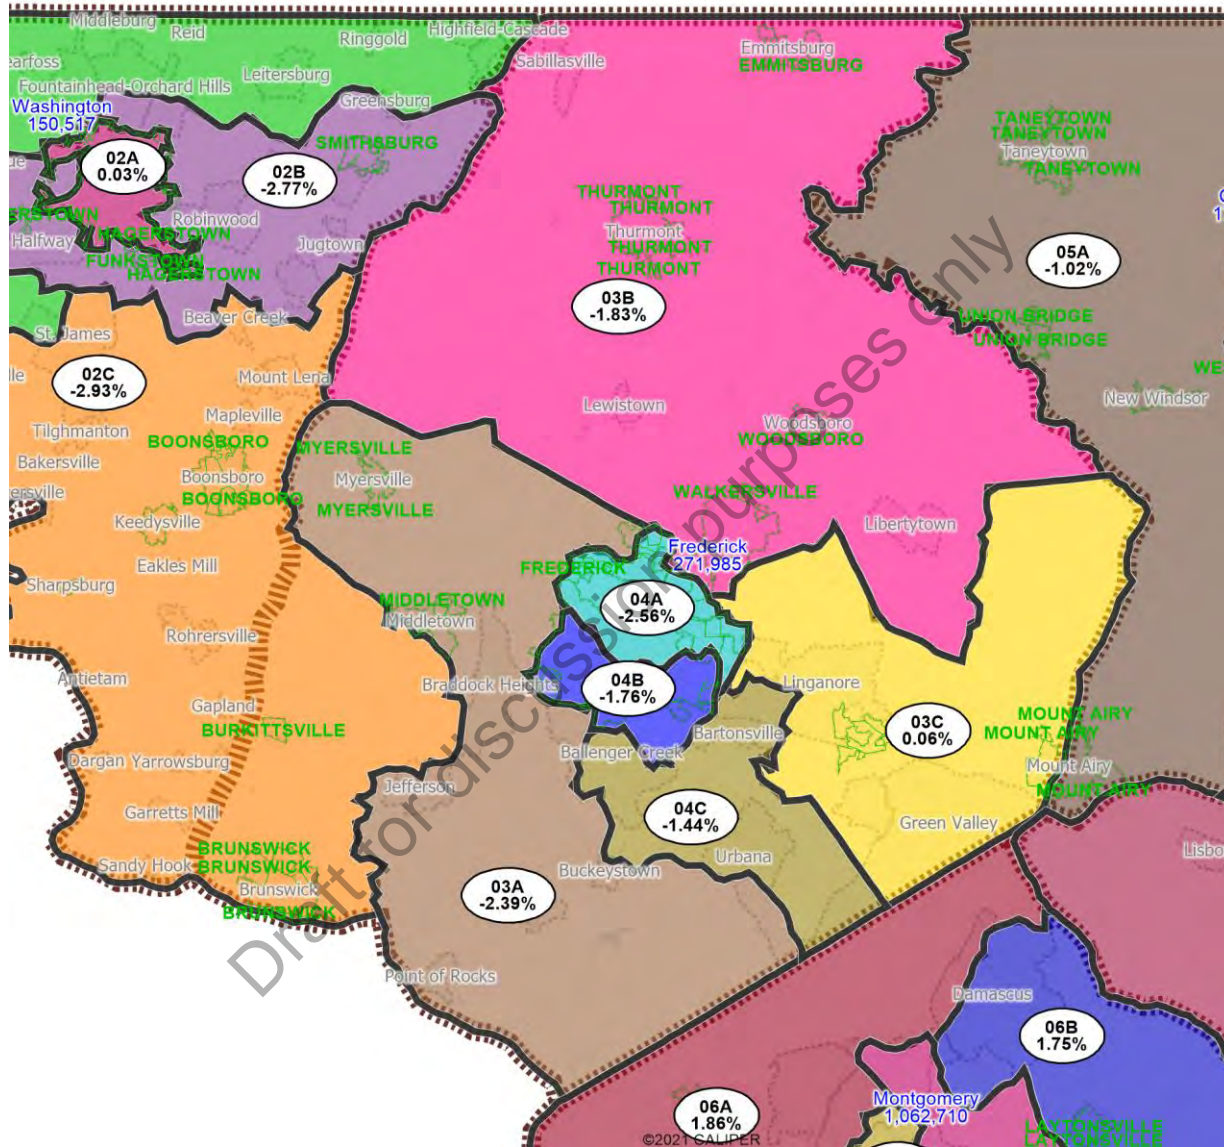 Middleburg
Reid
Ringgold
Highfield-Cascade
Sabillasville
Emmitsburg
EMMITSBURG
earfoss
Leitersburg
Fountainhead-Orchard Hills
Greensburg
Washington
150,517
SMITHSBURG
TANEYTOWN
TANEYTOWN
Taneytown
TANEYTOWN
02A
0.03%
02B
-2.77%
THURMONT
THURMONT
Thurmont
THURMONT
THURMONT
ERSTOWN
Robinwood
HAGERSTOWN
Halfway
Jugtown
FUNKSTOWN
HAGERSTOWN
05A
-1.02%
03B
-1.83%
Beaver Creek
UNION BRIDGE
UNION BRIDGE
St. James
02C
-2.93%
Mount Lena
WE
New Windsor
Lewistown
Mapleville
Woodsboro
WOODSBORO
Tilghmanton
BOONSBORO
MYERSVILLE
Bakersville
Boonsboro
Myersville
BOONSBORO
MYERSVILLE
WALKERSVILLE
ersville
Keedysville
Libertytown
Frederick
271,985
Eakles Mill
FREDERICK
Sharpsburg
04A
-2.56%
MIDDLETOWN
Middletown
Rohrersville
Antietam
Braddock Heights
04B
-1.76%
Linganore
Gapland
BURKITTSVILLE
Bartonsville
03C
0.06%
MOUNT AIRY
MOUNT AIRY
Ballenger Creek
Dargan
Yarrowsburg
Mount Airy
Jefferson
MOUNT AIRY
Garretts Mill
04C
-1.44%
Green Valley
BRUNSWICK
Sandy Hook
BRUNSWICK
Urbana
Lisbo
Buckeystown
Brunswick
BRUNSWICK
03A
-2.39%
Point of Rocks
Damascus
06B
1.75%
06A
1.86%
Montgomery
1,062,710
LAYTONSVILLE
LAYTONSVILLE
©2021 CALIPER
Draft for discussion purposes only